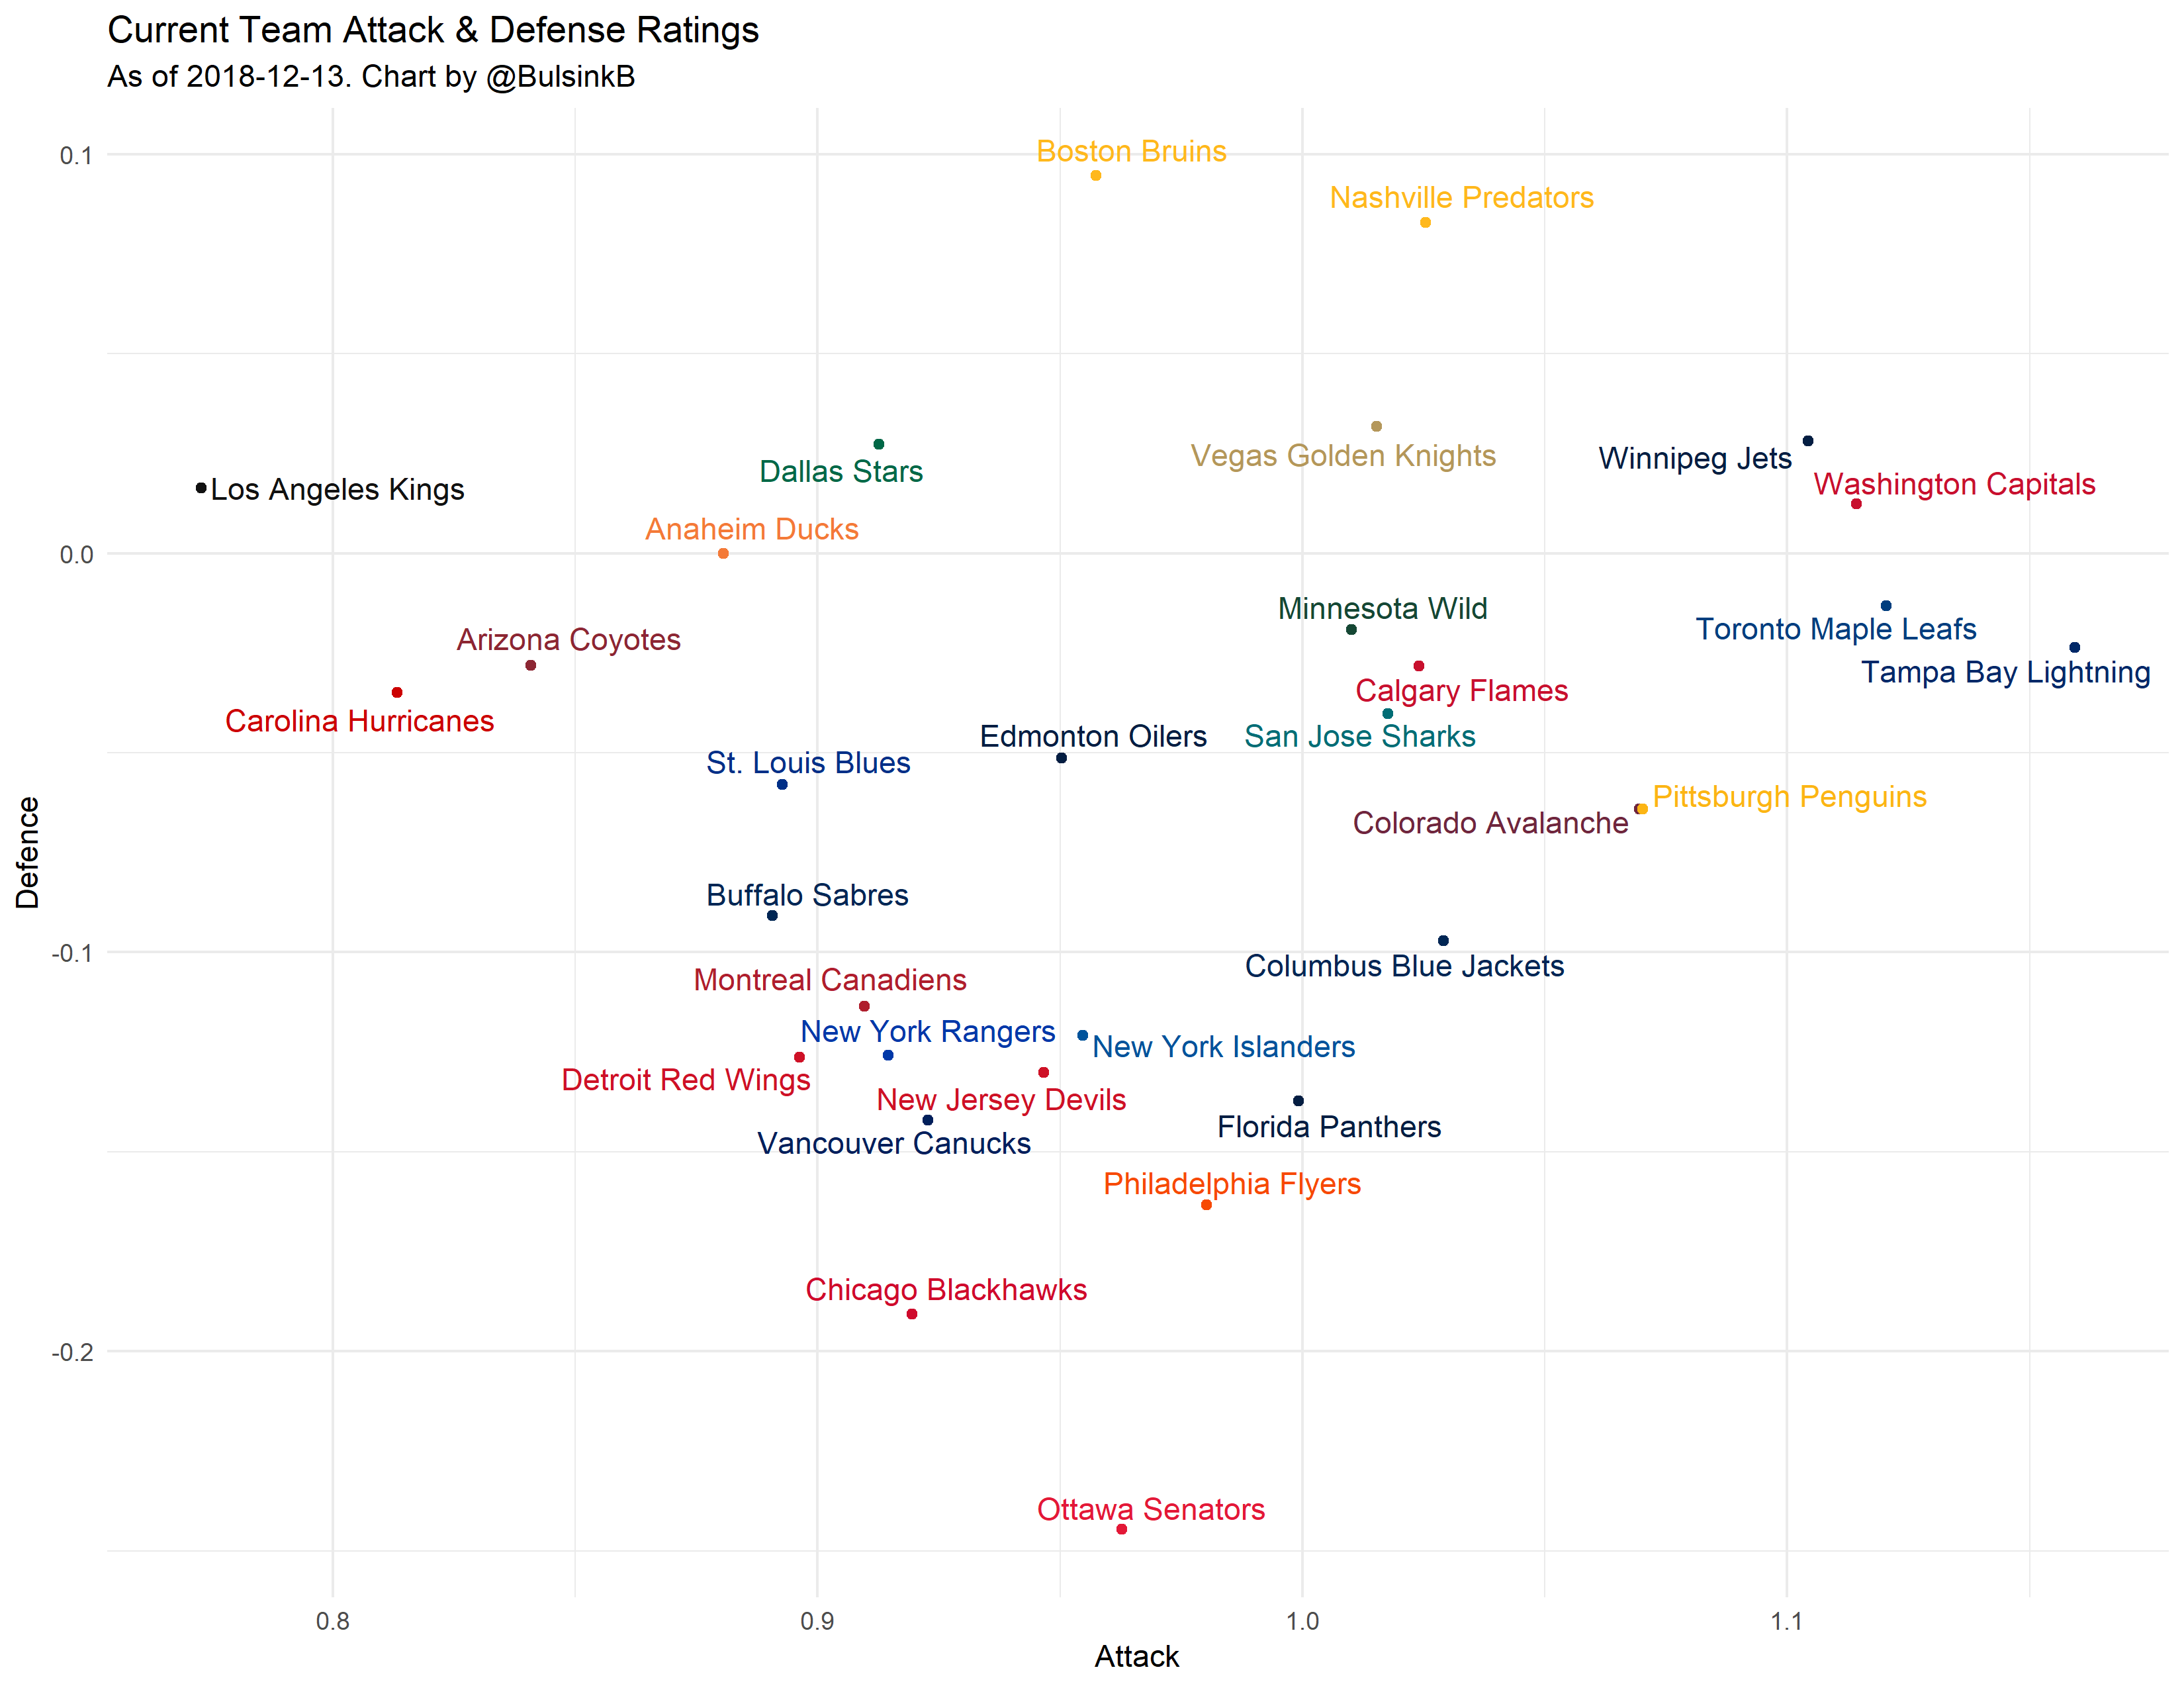 Current Team Attack & Defense Ratings
As of 2018-12-13. Chart by @BulsinkB
0.1
Boston Bruins
Nashville Predators
Dallas Stars
Vegas Golden Knights
Winnipeg Jets
Los Angeles Kings
Washington Capitals
Anaheim Ducks
0.0
Minnesota Wild
Toronto Maple Leafs
Arizona Coyotes
Tampa Bay Lightning
Calgary Flames
Carolina Hurricanes
Edmonton Oilers
San Jose Sharks
St. Louis Blues
Pittsburgh Penguins
Colorado Avalanche
Defence
Buffalo Sabres
-0.1
Columbus Blue Jackets
Montreal Canadiens
New York Rangers
New York Islanders
Detroit Red Wings
New Jersey Devils
Florida Panthers
Vancouver Canucks
Philadelphia Flyers
Chicago Blackhawks
-0.2
Ottawa Senators
0.8
0.9
1.0
1.1
Attack